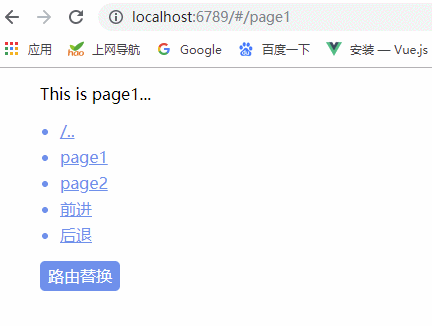 localhost:6789/#/page1
应用 hao 上网导航 Google 百度一下 安装 — Vue.js
This is page1...
/..
page1
page2
前进
后退
路由替换